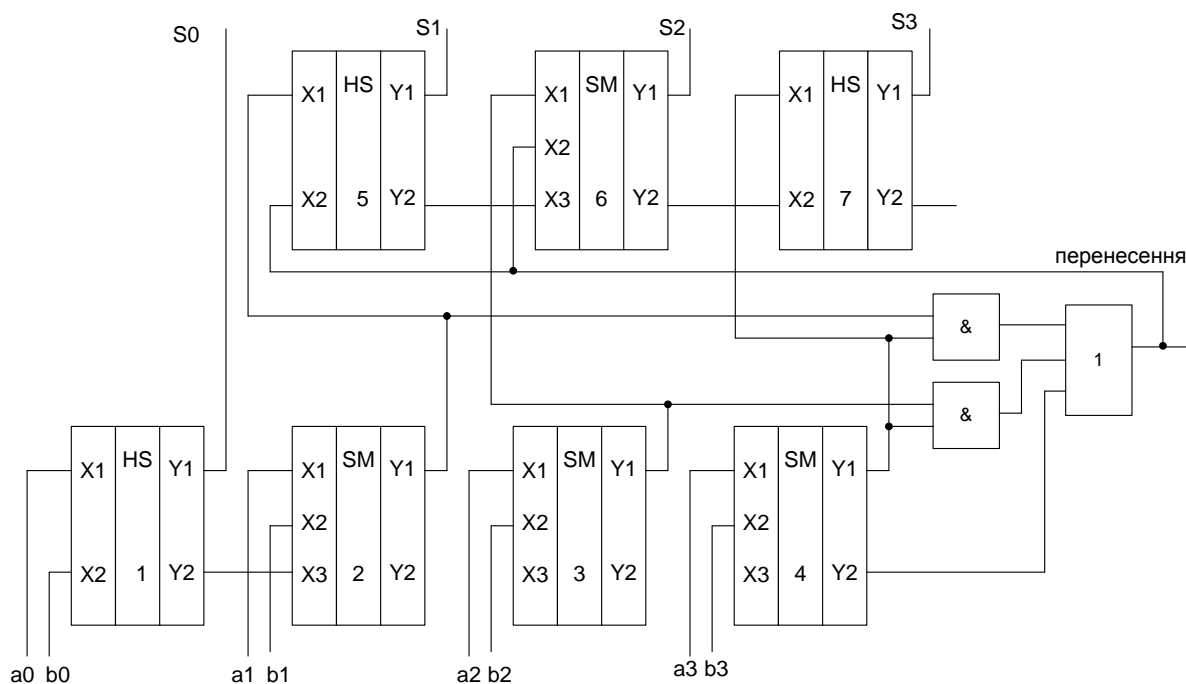 S0
S1
S2
S3
X1 HS Y1
X2 5 Y2
X1 SM Y1
X2
X3 6 Y2
X1 HS Y1
X2 7 Y2
перенесення
&
1
&
X1 HS Y1
X2 1 Y2
X1 SM Y1
X2
X3 2 Y2
X1 SM Y1
X2
X3 3 Y2
X1 SM Y1
X2
X3 4 Y2
a0 b0
a1 b1
a2 b2
a3 b3